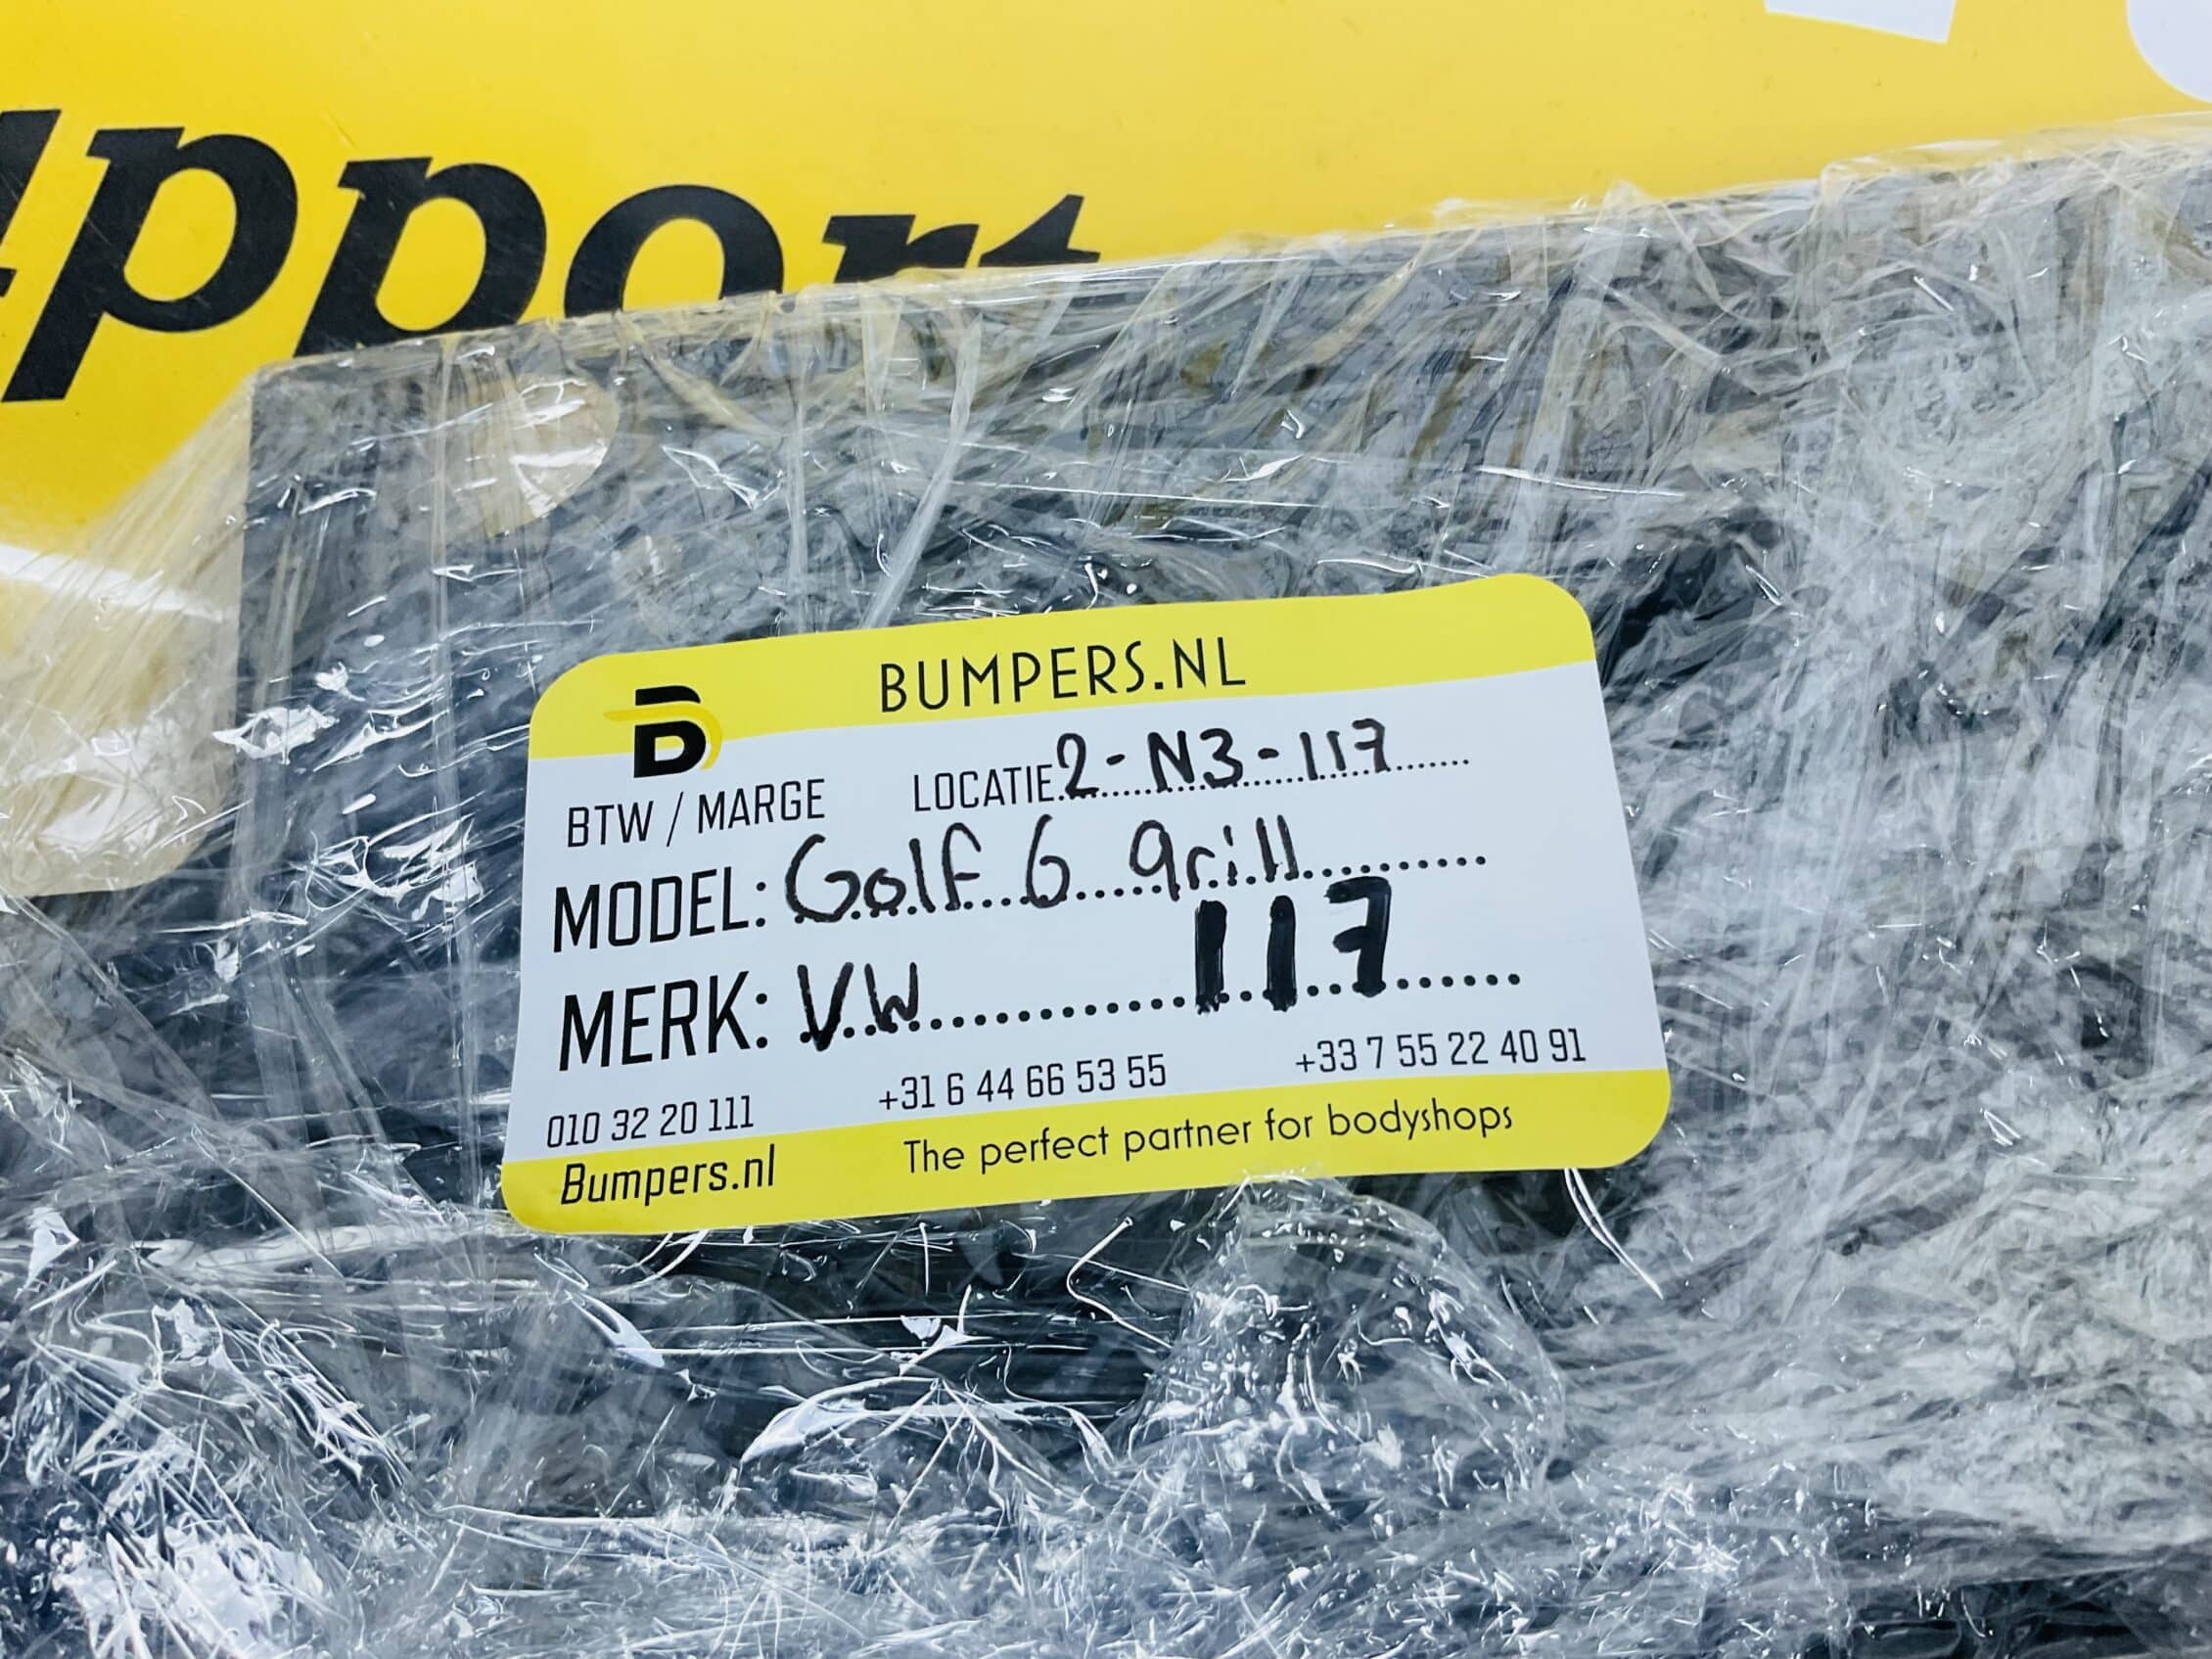 BUMPERS.NL
B
BTW / MARGE LOCATIE 2-N3-117
MODEL: Golf 6 grill
MERK: VW 117
010 32 20 111 +31 6 44 66 53 55 +33 7 55 22 40 91
Bumpers.nl The perfect partner for bodyshops